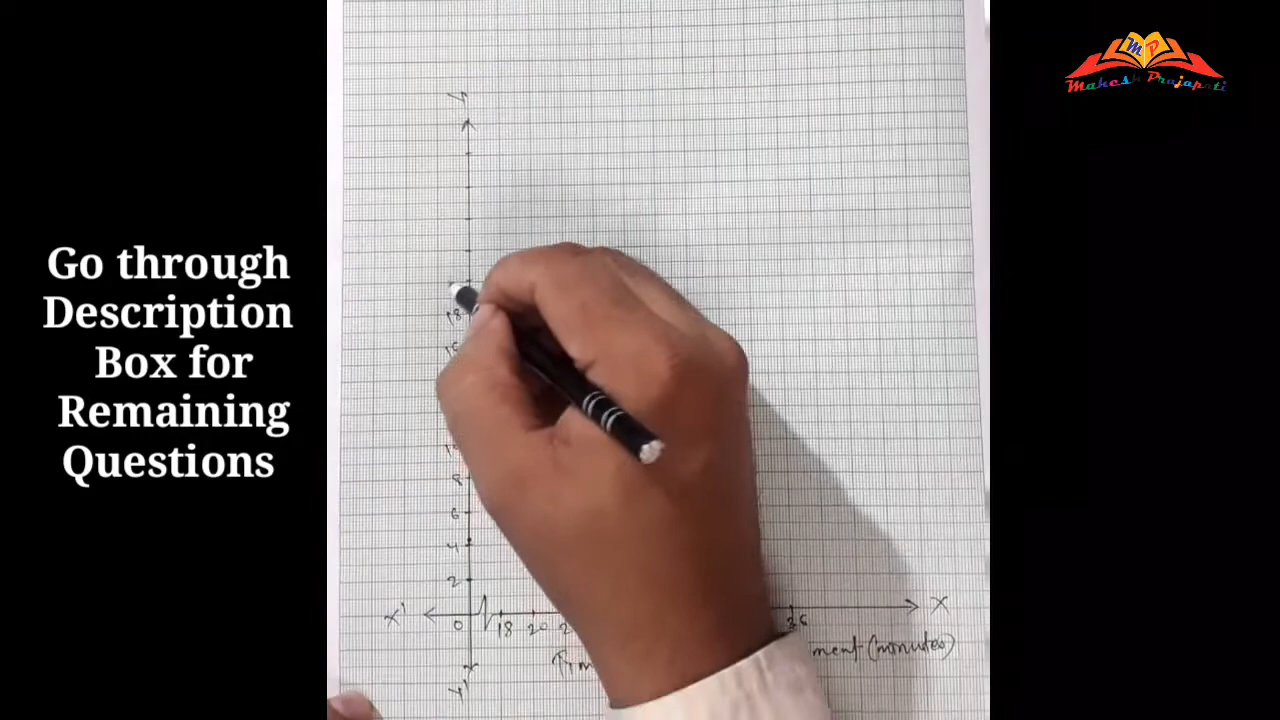 Go through
Description
Box for
Remaining
Questions
M P
Mahesh Prajapati
Y
18
8
6
4
2
X'
0
18
20
36
X
ment (minutes)
Y'